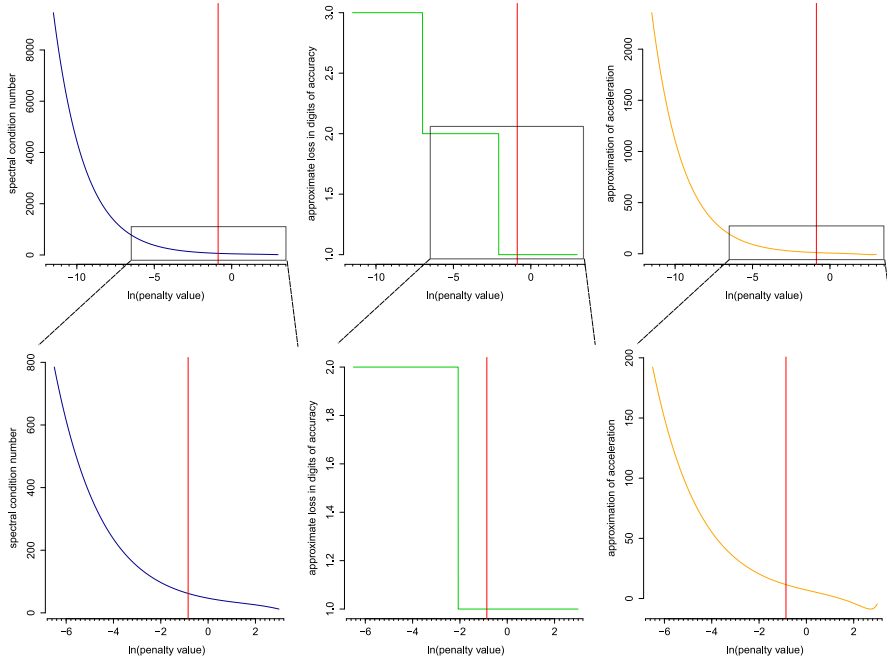 spectral condition number
0 2000 4000 6000 8000
−10 −5 0
ln(penalty value)
approximate loss in digits of accuracy
1.0 1.5 2.0 2.5 3.0
−10 −5 0
ln(penalty value)
approximation of acceleration
0 500 1000 1500 2000
−10 −5 0
ln(penalty value)
spectral condition number
0 200 400 600 800
−6 −4 −2 0 2
ln(penalty value)
approximate loss in digits of accuracy
1.0 1.2 1.4 1.6 1.8 2.0
−6 −4 −2 0 2
ln(penalty value)
approximation of acceleration
0 50 100 150 200
−6 −4 −2 0 2
ln(penalty value)